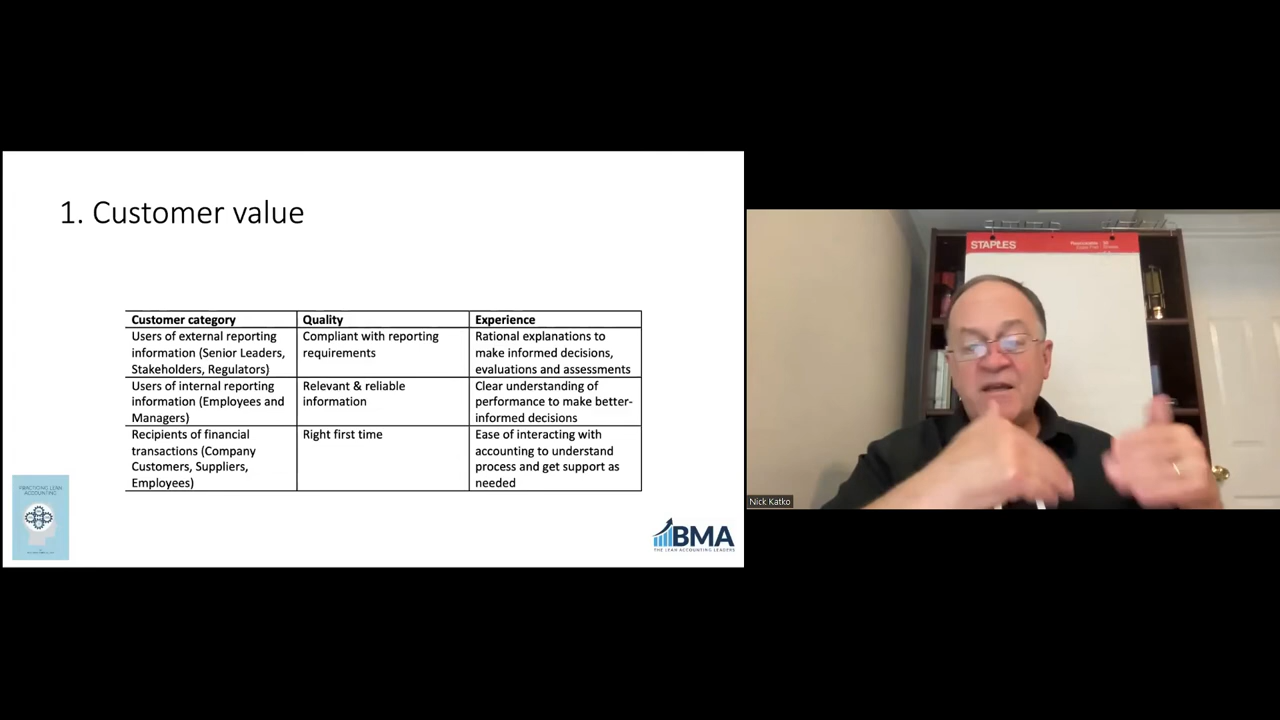 1. Customer value
Customer category
Quality
Experience
Users of external reporting
information (Senior Leaders,
Stakeholders, Regulators)
Compliant with reporting
requirements
Rational explanations to
make informed decisions,
evaluations and assessments
Users of internal reporting
information (Employees and
Managers)
Relevant & reliable
information
Clear understanding of
performance to make better-
informed decisions
Recipients of financial
transactions (Company
Customers, Suppliers,
Employees)
Right first time
Ease of interacting with
accounting to understand
process and get support as
needed
PRACTICING LEAN
ACCOUNTING
BMA
THE LEAN ACCOUNTING LEADERS
STAPLES
Nick Katko